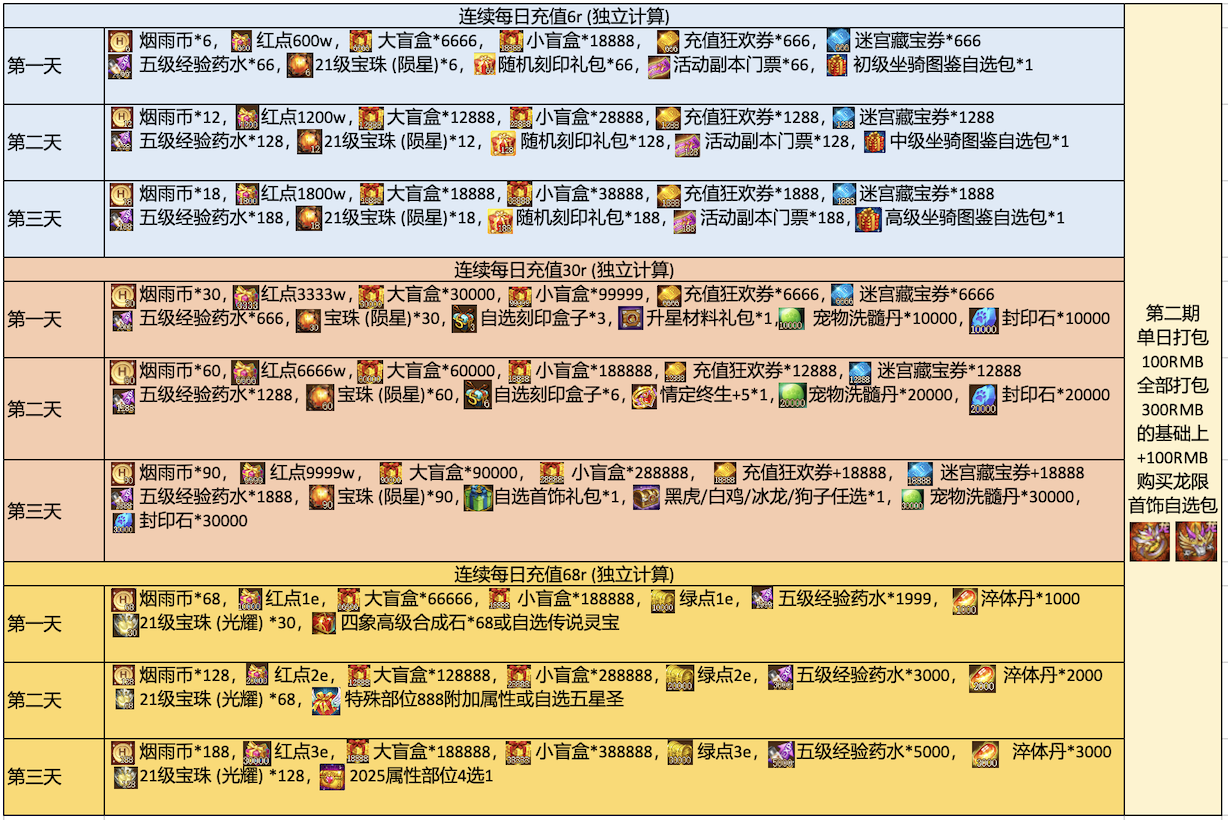 连续每日充值6r (独立计算)
第一天
烟雨币*6, 红点600w, 大盲盒*6666, 小盲盒*18888, 充值狂欢券*666, 迷宫藏宝券*666
五级经验药水*66, 21级宝珠 (陨星)*6, 随机刻印礼包*66, 活动副本门票*66, 初级坐骑图鉴自选包*1
第二天
烟雨币*12, 红点1200w, 大盲盒*12888, 小盲盒*28888, 充值狂欢券*1288, 迷宫藏宝券*1288
五级经验药水*128, 21级宝珠 (陨星)*12, 随机刻印礼包*128, 活动副本门票*128, 中级坐骑图鉴自选包*1
第三天
烟雨币*18, 红点1800w, 大盲盒*18888, 小盲盒*38888, 充值狂欢券*1888, 迷宫藏宝券*1888
五级经验药水*188, 21级宝珠 (陨星)*18, 随机刻印礼包*188, 活动副本门票*188, 高级坐骑图鉴自选包*1
连续每日充值30r (独立计算)
第一天
烟雨币*30, 红点3333w, 大盲盒*30000, 小盲盒*99999, 充值狂欢券*6666, 迷宫藏宝券*6666
五级经验药水*666, 宝珠 (陨星)*30, 自选刻印盒子*3, 升星材料礼包*1, 宠物洗髓丹*10000, 封印石*10000
第二天
烟雨币*60, 红点6666w, 大盲盒*60000, 小盲盒*188888, 充值狂欢券*12888, 迷宫藏宝券*12888
五级经验药水*1288, 宝珠 (陨星)*60, 自选刻印盒子*6, 情定终生+5*1, 宠物洗髓丹*20000, 封印石*20000
第三天
烟雨币*90, 红点9999w, 大盲盒*90000, 小盲盒*288888, 充值狂欢券+18888, 迷宫藏宝券+18888
五级经验药水*1888, 宝珠 (陨星)*90, 自选首饰礼包*1, 黑虎/白鸡/冰龙/狗子任选*1, 宠物洗髓丹*30000,
封印石*30000
连续每日充值68r (独立计算)
第一天
烟雨币*68, 红点1e, 大盲盒*66666, 小盲盒*188888, 绿点1e, 五级经验药水*1999, 淬体丹*1000
21级宝珠 (光耀) *30, 四象高级合成石*68或自选传说灵宝
第二天
烟雨币*128, 红点2e, 大盲盒*128888, 小盲盒*288888, 绿点2e, 五级经验药水*3000, 淬体丹*2000
21级宝珠 (光耀) *68, 特殊部位888附加属性或自选五星圣
第三天
烟雨币*188, 红点3e, 大盲盒*188888, 小盲盒*388888, 绿点3e, 五级经验药水*5000, 淬体丹*3000
21级宝珠 (光耀) *128, 2025属性部位4选1
第二期
单日打包
100RMB
全部打包
300RMB
的基础上
+100RMB
购买龙限
首饰自选包